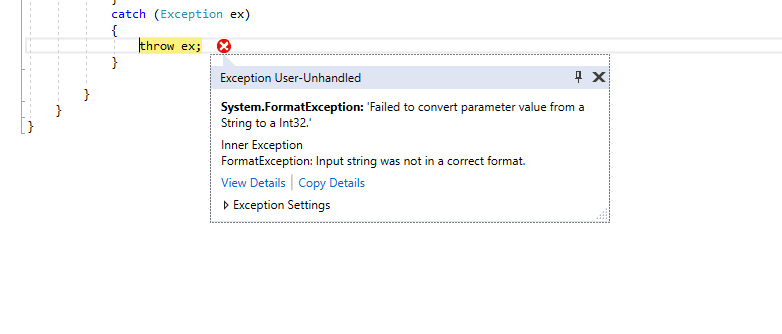 }
catch (Exception ex)
{
throw ex;
}
}
}
}
Exception User-Unhandled
System.FormatException: 'Failed to convert parameter value from a
String to a Int32.'
Inner Exception
FormatException: Input string was not in a correct format.
View Details | Copy Details
Exception Settings